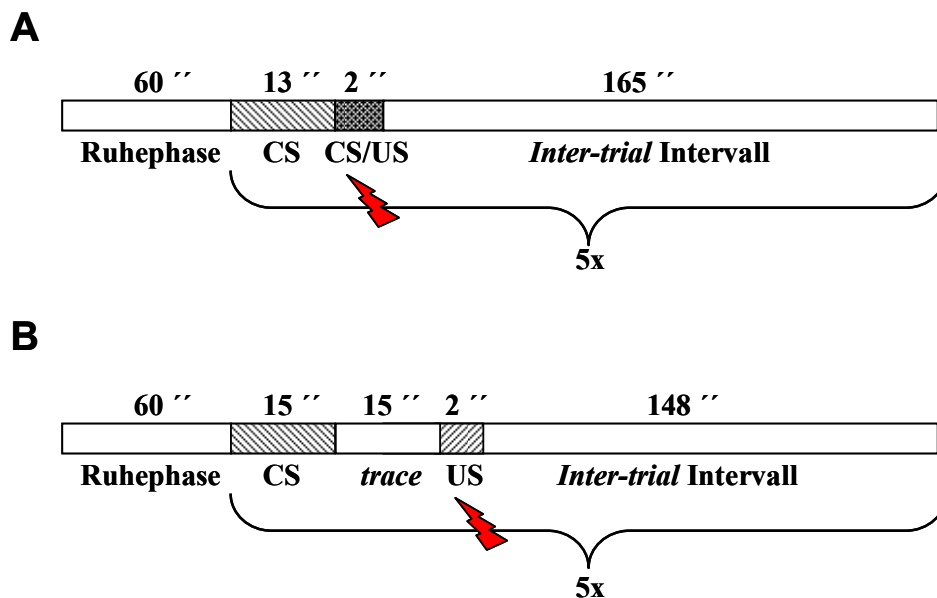 A
60 ´´ 13 ´´ 2 ´´ 165 ´´
Ruhephase CS CS/US Inter-trial Intervall
5x
B
60 ´´ 15 ´´ 15 ´´ 2 ´´ 148 ´´
Ruhephase CS trace US Inter-trial Intervall
5x